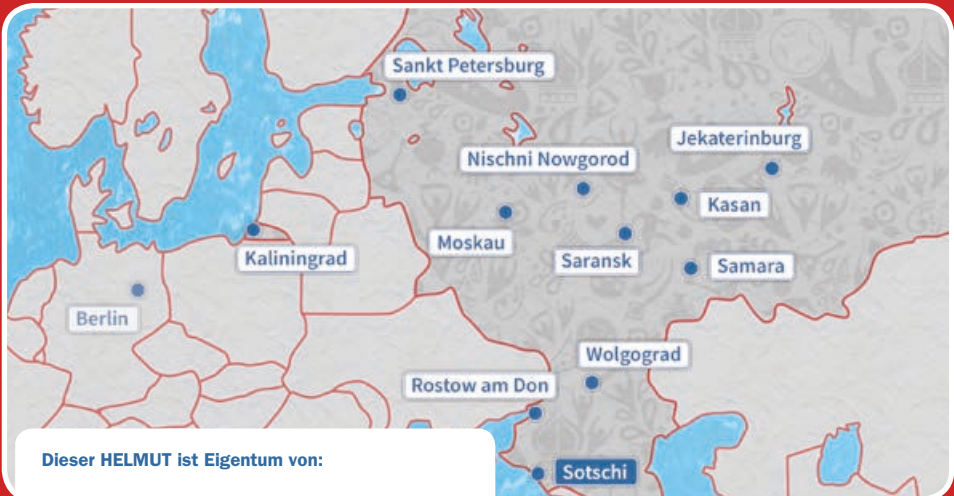 Sankt Petersburg
Jekaterinburg
Nischni Nowgorod
Kasan
Moskau
Kaliningrad
Saransk
Samara
Berlin
Wolgograd
Rostow am Don
Dieser HELMUT ist Eigentum von:
Sotschi